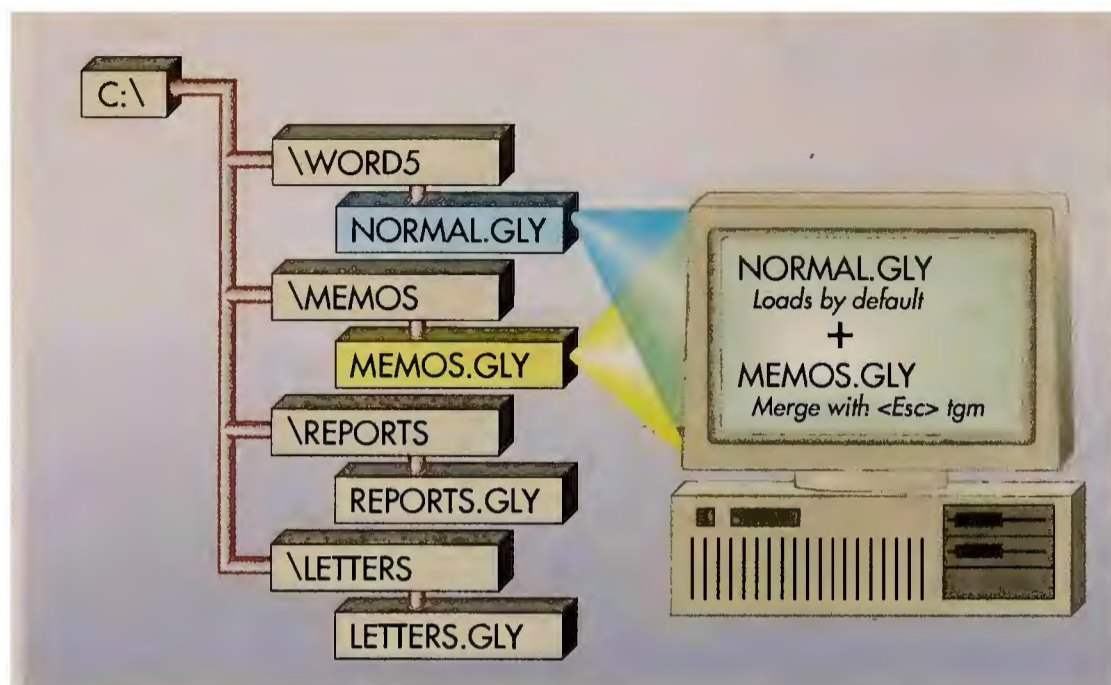 C:\
\WORD5
NORMAL.GLY
\MEMOS
MEMOS.GLY
\REPORTS
REPORTS.GLY
\LETTERS
LETTERS.GLY
NORMAL.GLY
Loads by default
+
MEMOS.GLY
Merge with <Esc> tgm